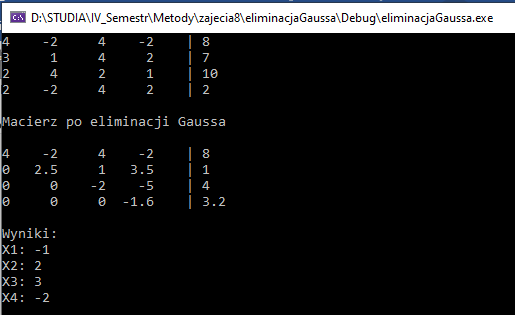 D:\STUDIA\IV_Semestr\Metody\zajecia8\eliminacjaGaussa\Debug\eliminacjaGaussa.exe
4 -2 4 -2 | 8
3 1 4 2 | 7
2 4 2 1 | 10
2 -2 4 2 | 2
Macierz po eliminacji Gaussa
4 -2 4 -2 | 8
0 2.5 1 3.5 | 1
0 0 -2 -5 | 4
0 0 0 -1.6 | 3.2
Wyniki:
X1: -1
X2: 2
X3: 3
X4: -2